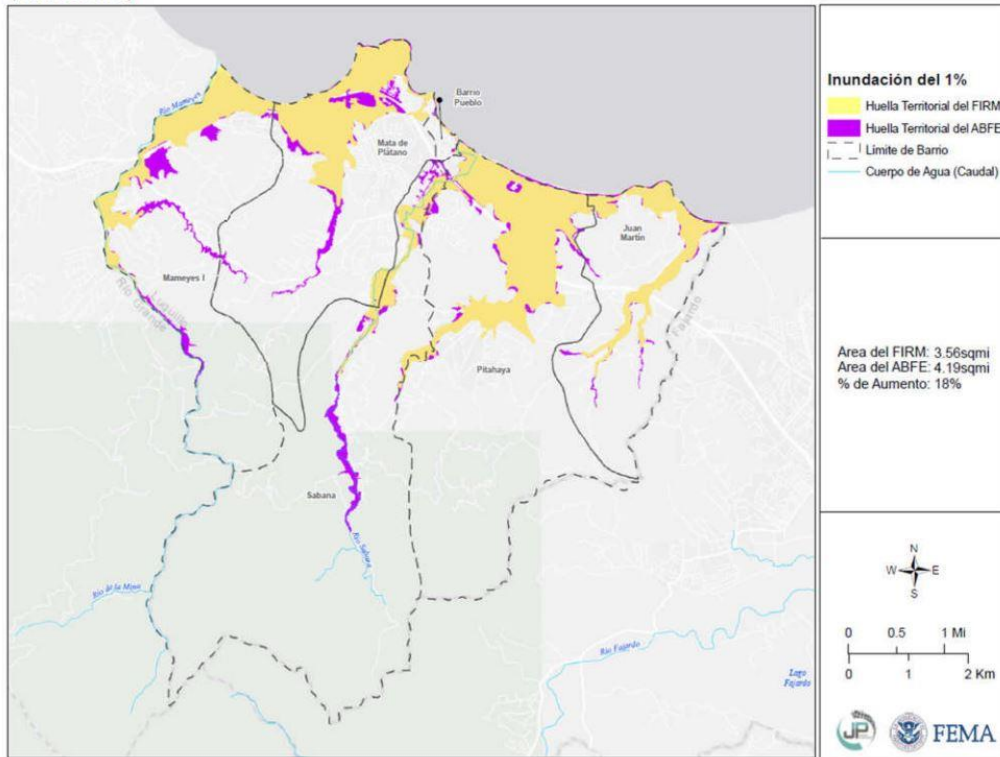 Inundación del 1%
Huella Territorial del FIRM
Huella Territorial del ABFE
Límite de Barrio
Cuerpo de Agua (Caudal)
Area del FIRM: 3.56sqmi
Area del ABFE: 4.19sqmi
% de Aumento: 18%
N
W E
S
0 0.5 1 Mi
0 1 2 Km
JP
FEMA
Río Mameyes
Barrio
Pueblo
Mata de
Plátano
Juan
Martín
Mameyes I
Luquillo
Río Grande
Fajardo
Pitahaya
Sabana
Río Sabana
Río de la Mina
Río Fajardo
Lago
Fajardo